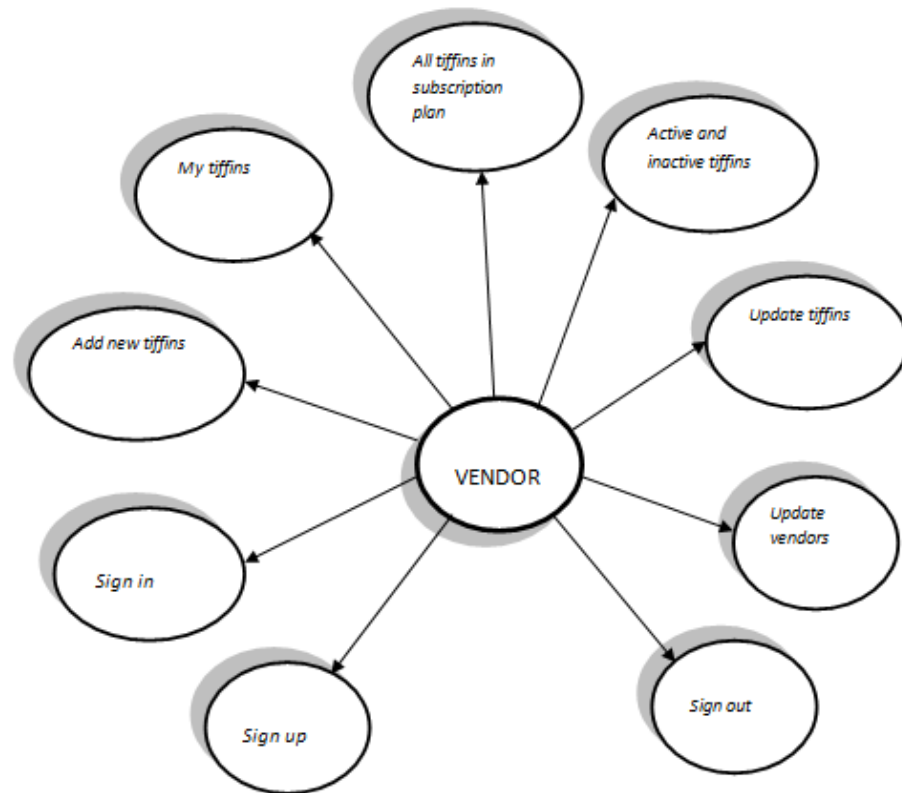 All tiffins in
subscription
plan
Active and
inactive tiffins
My tiffins
Update tiffins
Add new tiffins
VENDOR
Update
vendors
Sign in
Sign out
Sign up